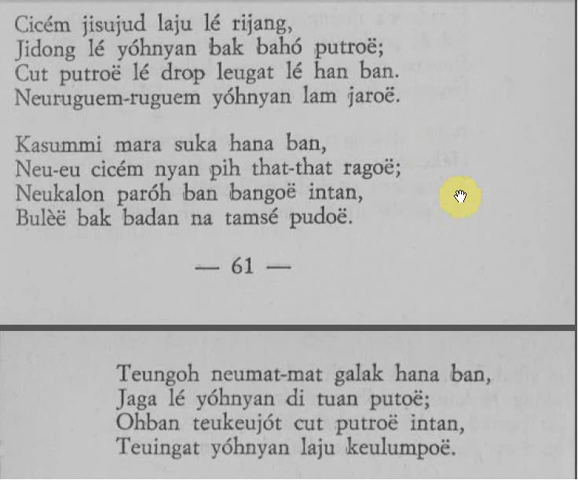 Cicém jisujud laju lé rijang,
Jidong lé yóhnyan bak bahó putroë;
Cut putroë lé drop leugat lé han ban.
Neuruguem-ruguem yóhnyan lam jaroë.
Kasummi mara suka hana ban,
Neu-eu cicém nyan pih that-that ragoë;
Neukalon paróh ban bangoë intan,
Bulèë bak badan na tamsé pudoë.
— 61 —
Teungoh neumat-mat galak hana ban,
Jaga lé yóhnyan di tuan putoë;
Ohban teukeujót cut putroë intan,
Teuingat yóhnyan laju keulumpoë.